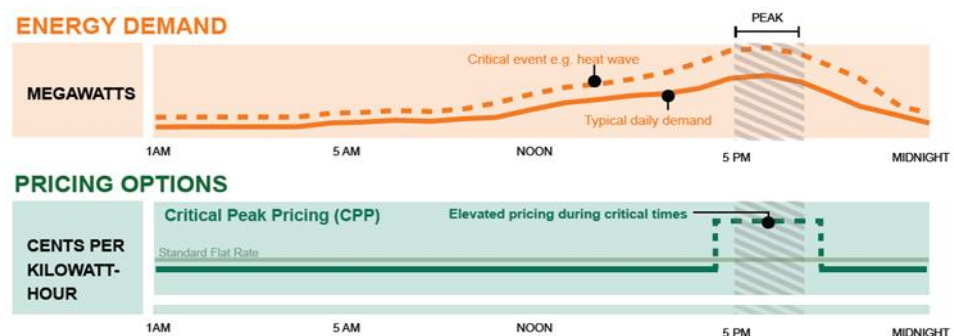 ENERGY DEMAND
PEAK
Critical event e.g. heat wave
MEGAWATTS
Typical daily demand
1AM 5 AM NOON 5 PM MIDNIGHT
PRICING OPTIONS
Critical Peak Pricing (CPP)
Elevated pricing during critical times
CENTS PER
KILOWATT-
HOUR
Standard Flat Rate
1AM 5 AM NOON 5 PM MIDNIGHT